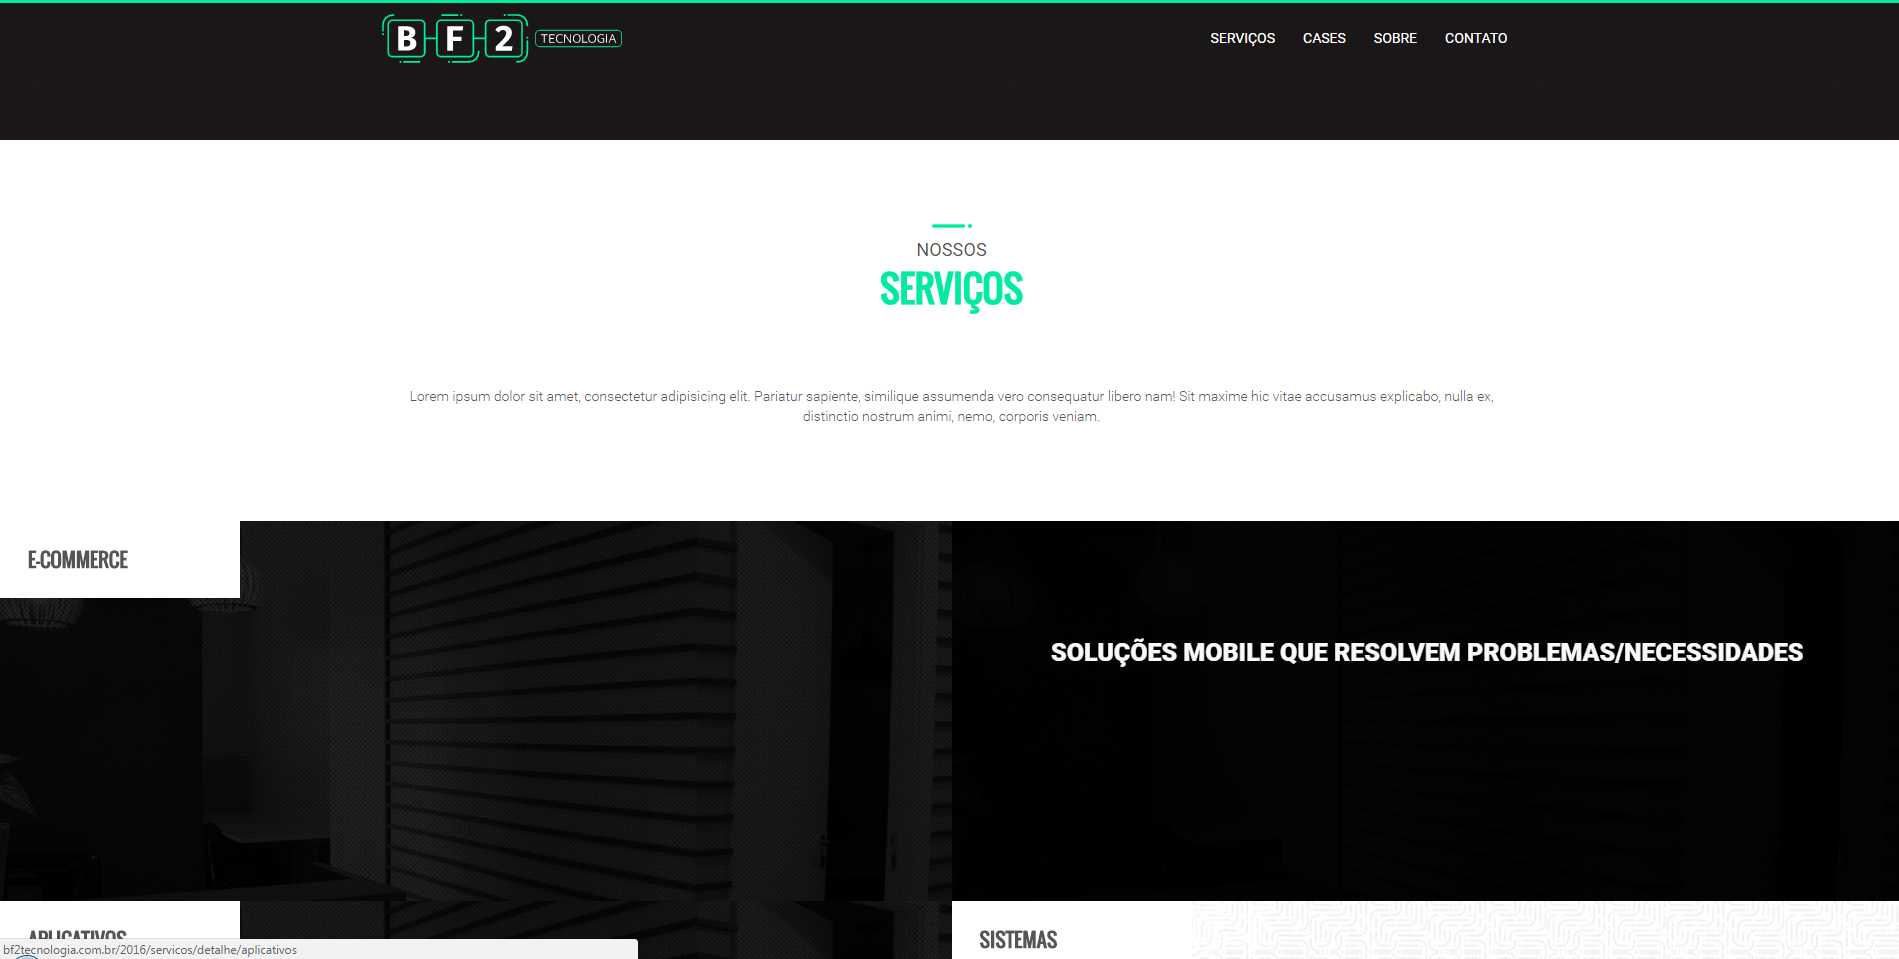 B F 2 TECNOLOGIA
SERVIÇOS CASES SOBRE CONTATO
NOSSOS
SERVIÇOS
Lorem ipsum dolor sit amet, consectetur adipisicing elit. Pariatur sapiente, similique assumenda vero consequatur libero nam! Sit maxime hic vitae accusamus explicabo, nulla ex,
distinctio nostrum animi, nemo, corporis veniam.
E-COMMERCE
SOLUÇÕES MOBILE QUE RESOLVEM PROBLEMAS/NECESSIDADES
APLICATIVOS
SISTEMAS
bf2tecnologia.com.br/2016/servicos/detalhe/aplicativos